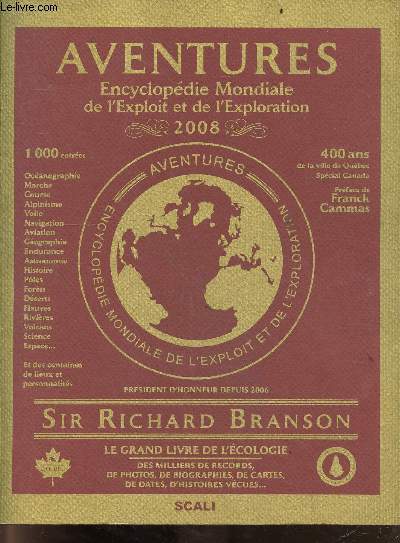 Le-livre.com
AVENTURES
Encyclopédie Mondiale
de l'Exploit et de l'Exploration
2008
1 000 entrées
Océanographie
Marche
Course
Alpinisme
Voile
Navigation
Aviation
Géographie
Endurance
Astronomie
Histoire
Pôles
Forêts
Déserts
Fleuves
Rivières
Volcans
Science
Espace...
Et des centaines
de lieux et
personnalités
400 ans
de la ville de Québec
Spécial Canada
Préface de
Franck
Cammas
AVENTURES
ENCYCLOPÉDIE MONDIALE DE L'EXPLOIT ET DE L'EXPLORATION
PRÉSIDENT D'HONNEUR DEPUIS 2006
SIR RICHARD BRANSON
LE GRAND LIVRE DE L'ÉCOLOGIE
DES MILLIERS DE RECORDS,
DE PHOTOS, DE BIOGRAPHIES, DE CARTES,
DE DATES, D'HISTOIRES VÉCUES...
SCALI